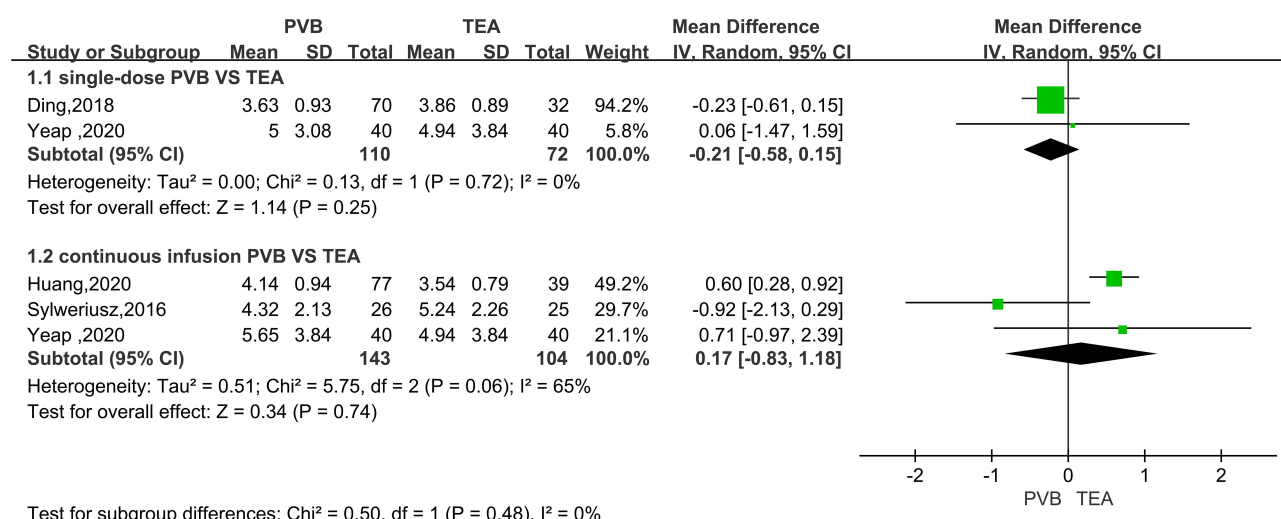 PVB TEA Mean Difference Mean Difference
Study or Subgroup Mean SD Total Mean SD Total Weight IV, Random, 95% CI IV, Random, 95% CI
1.1 single-dose PVB VS TEA
Ding,2018 3.63 0.93 70 3.86 0.89 32 94.2% -0.23 [-0.61, 0.15]
Yeap ,2020 5 3.08 40 4.94 3.84 40 5.8% 0.06 [-1.47, 1.59]
Subtotal (95% CI) 110 72 100.0% -0.21 [-0.58, 0.15]
Heterogeneity: Tau² = 0.00; Chi² = 0.13, df = 1 (P = 0.72); I² = 0%
Test for overall effect: Z = 1.14 (P = 0.25)
1.2 continuous infusion PVB VS TEA
Huang,2020 4.14 0.94 77 3.54 0.79 39 49.2% 0.60 [0.28, 0.92]
Sylweriusz,2016 4.32 2.13 26 5.24 2.26 25 29.7% -0.92 [-2.13, 0.29]
Yeap ,2020 5.65 3.84 40 4.94 3.84 40 21.1% 0.71 [-0.97, 2.39]
Subtotal (95% CI) 143 104 100.0% 0.17 [-0.83, 1.18]
Heterogeneity: Tau² = 0.51; Chi² = 5.75, df = 2 (P = 0.06); I² = 65%
Test for overall effect: Z = 0.34 (P = 0.74)
-2 -1 0 1 2
PVB TEA
Test for subgroup differences: Chi² = 0.50, df = 1 (P = 0.48), I² = 0%